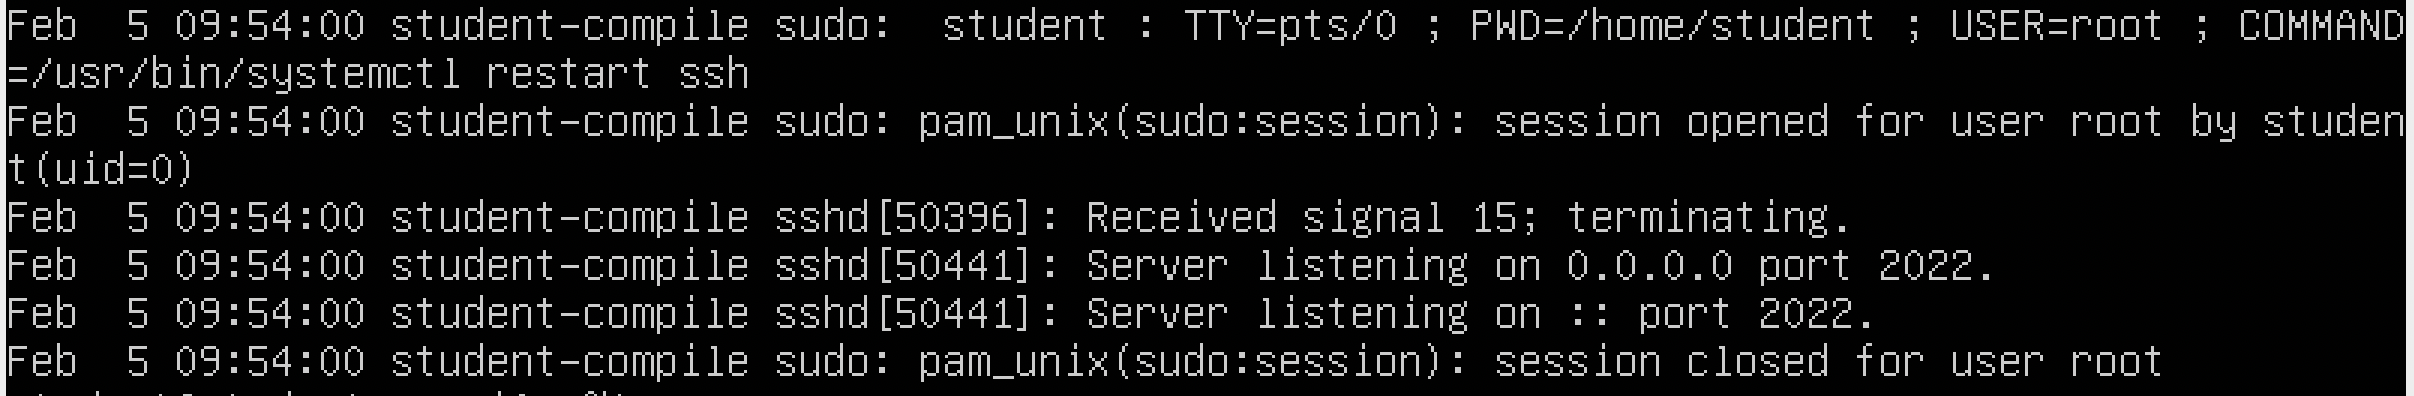 Feb  5 09:54:00 student-compile sudo:  student : TTY=pts/0 ; PWD=/home/student ; USER=root ; COMMAND
=/usr/bin/systemctl restart ssh
Feb  5 09:54:00 student-compile sudo: pam_unix(sudo:session): session opened for user root by studen
t(uid=0)
Feb  5 09:54:00 student-compile sshd[50396]: Received signal 15; terminating.
Feb  5 09:54:00 student-compile sshd[50441]: Server listening on 0.0.0.0 port 2022.
Feb  5 09:54:00 student-compile sshd[50441]: Server listening on :: port 2022.
Feb  5 09:54:00 student-compile sudo: pam_unix(sudo:session): session closed for user root